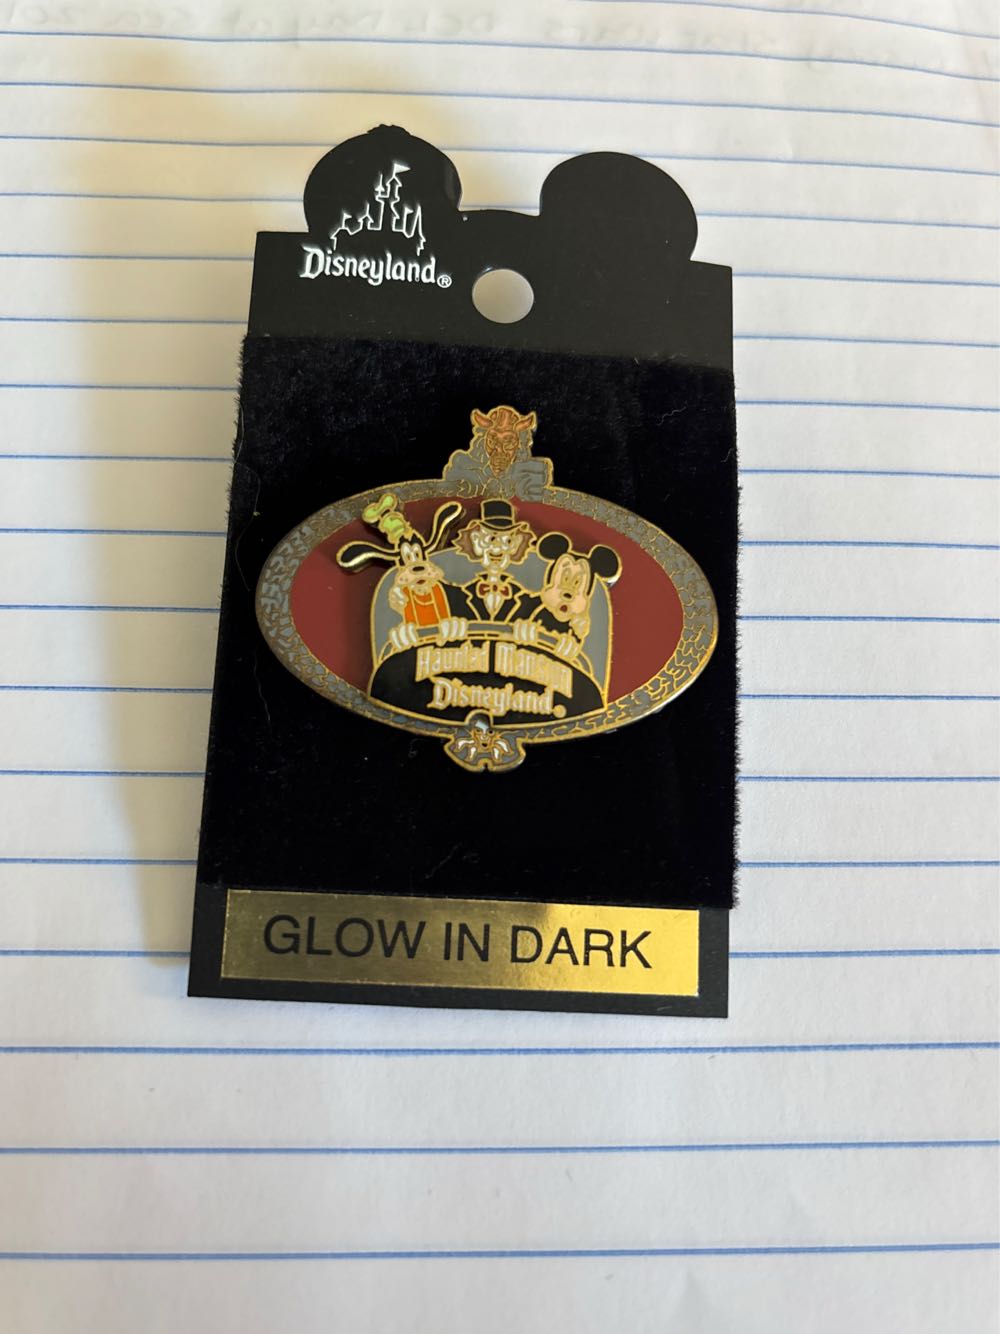 Disneyland®
Haunted Mansion
Disneyland®
GLOW IN DARK